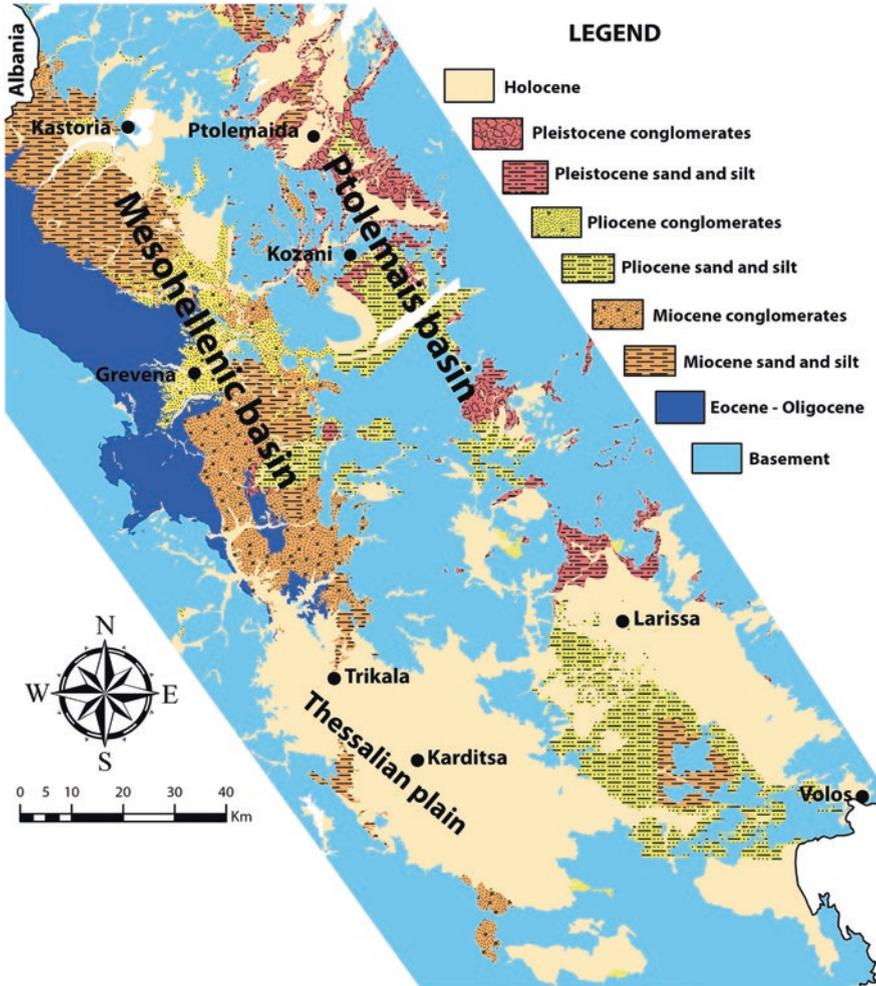 LEGEND
Holocene
Pleistocene conglomerates
Pleistocene sand and silt
Pliocene conglomerates
Pliocene sand and silt
Miocene conglomerates
Miocene sand and silt
Eocene - Oligocene
Basement
Albania
Kastoria
Ptolemaida
Ptolemais basin
Mesohellenic basin
Kozani
Grevena
Larissa
Trikala
Thessalian plain
Karditsa
Volos
N
W E
S
0 5 10 20 30 40
Km